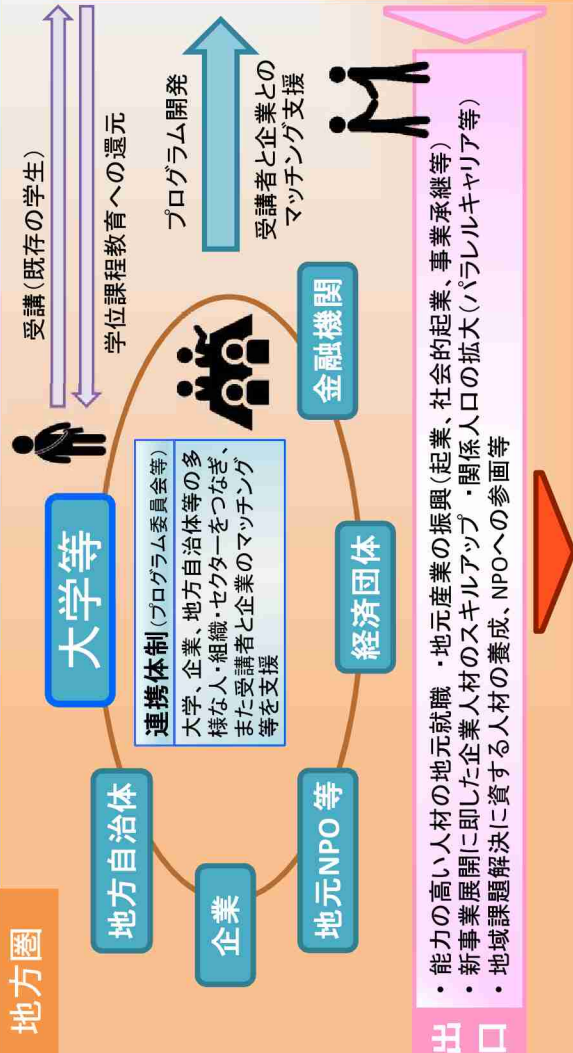 地方圏
受講（既存の学生）
学位課程教育への還元
大学等
地方自治体
企業
地元NPO 等
経済団体
金融機関
連携体制（プログラム委員会等）
大学、企業、地方自治体等の多
様な人・組織・セクターをつなぎ、
また受講者と企業のマッチング
等を支援
プログラム開発
受講者と企業との
マッチング支援
出口
・能力の高い人材の地元就職　・地元産業の振興（起業、社会的起業、事業承継等）
・新事業展開に即した企業人材のスキルアップ　・関係人口の拡大（パラレルキャリア等）
・地域課題解決に資する人材の養成、NPOへの参画等